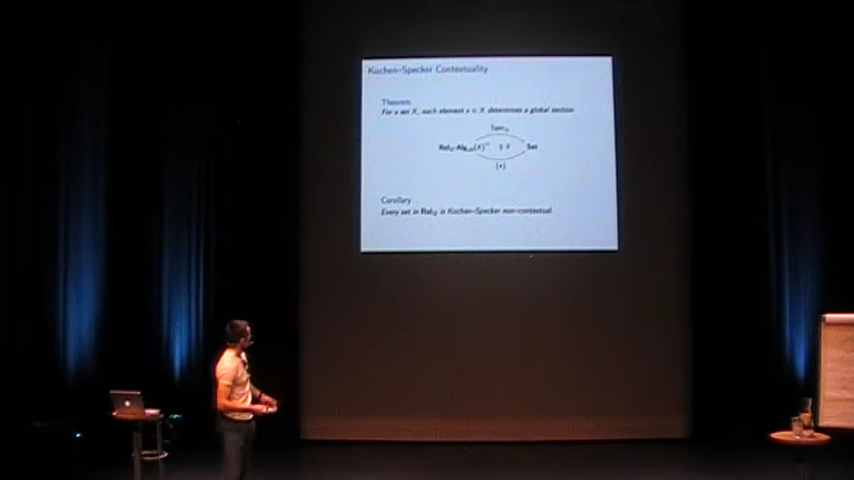 Kochen–Specker Contextuality
Theorem
For a set X, each element x ∈ X determines a global section
Spec
Set
{*}
Corollary
Every set in Rel is Kochen–Specker non-contextual.